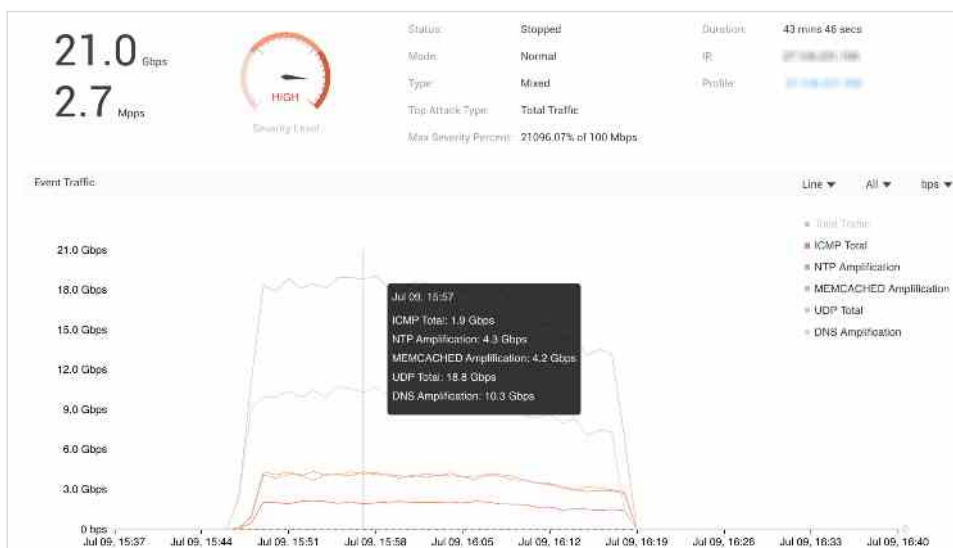 21.0 Gbps
2.7 Mpps
HIGH
Severity Level
Status: Stopped
Mode: Normal
Type: Mixed
Top Attack Type: Total Traffic
Max Severity Percent: 21096.07% of 100 Mbps
Duration: 43 mins 46 secs
IP:
Profile:
Event Traffic
Line All bps
Total Traffic
ICMP Total
NTP Amplification
MEMCACHED Amplification
UDP Total
DNS Amplification
21.0 Gbps
18.0 Gbps
15.0 Gbps
12.0 Gbps
9.0 Gbps
6.0 Gbps
3.0 Gbps
0 bps
Jul 09, 15:57
ICMP Total: 1.9 Gbps
NTP Amplification: 4.3 Gbps
MEMCACHED Amplification: 4.2 Gbps
UDP Total: 18.8 Gbps
DNS Amplification: 10.3 Gbps
0
Jul 09, 15:37 Jul 09, 15:44 Jul 09, 15:51 Jul 09, 15:58 Jul 09, 16:05 Jul 09, 16:12 Jul 09, 16:19 Jul 09, 16:26 Jul 09, 16:33 Jul 09, 16:40